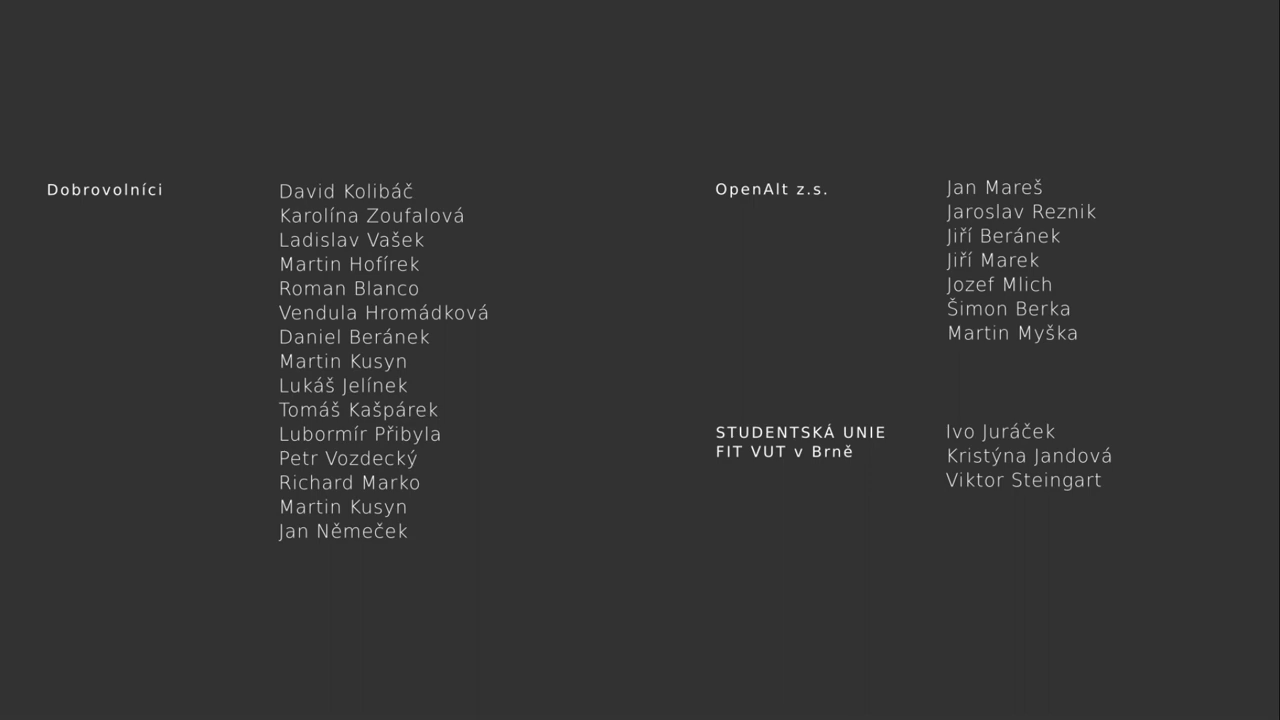 Dobrovolníci
David Kolibáč
Karolína Zoufalová
Ladislav Vašek
Martin Hofírek
Roman Blanco
Vendula Hromádková
Daniel Beránek
Martin Kusyn
Lukáš Jelínek
Tomáš Kašpárek
Lubormír Přibyla
Petr Vozdecký
Richard Marko
Martin Kusyn
Jan Němeček
OpenAlt z.s.
Jan Mareš
Jaroslav Reznik
Jiří Beránek
Jiří Marek
Jozef Mlich
Šimon Berka
Martin Myška
STUDENTSKÁ UNIE
FIT VUT v Brně
Ivo Juráček
Kristýna Jandová
Viktor Steingart